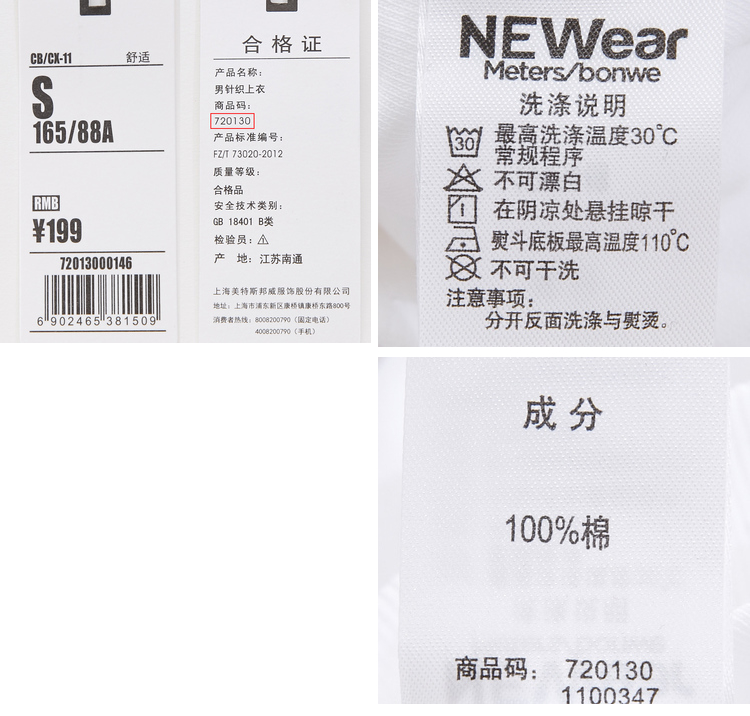 CB/CX-11 舒适
S
165/88A
RMB
¥199
72013000146
6 902465 381509
合格证
产品名称:
男针织上衣
商品码:
720130
产品标准编号:
FZ/T 73020-2012
质量等级:
合格品
安全技术类别:
GB 18401 B类
检验员:
产 地: 江苏南通
上海美特斯邦威服饰股份有限公司
地址: 上海市浦东新区康桥镇康桥东路800号
消费者热线: 8008200790 (固定电话)
4008200790 (手机)
NEWear
Meters/bonwe
洗涤说明
30 最高洗涤温度30℃
常规程序
不可漂白
在阴凉处悬挂晾干
熨斗底板最高温度110℃
不可干洗
注意事项:
分开反面洗涤与熨烫。
成分
100%棉
商品码: 720130
1100347